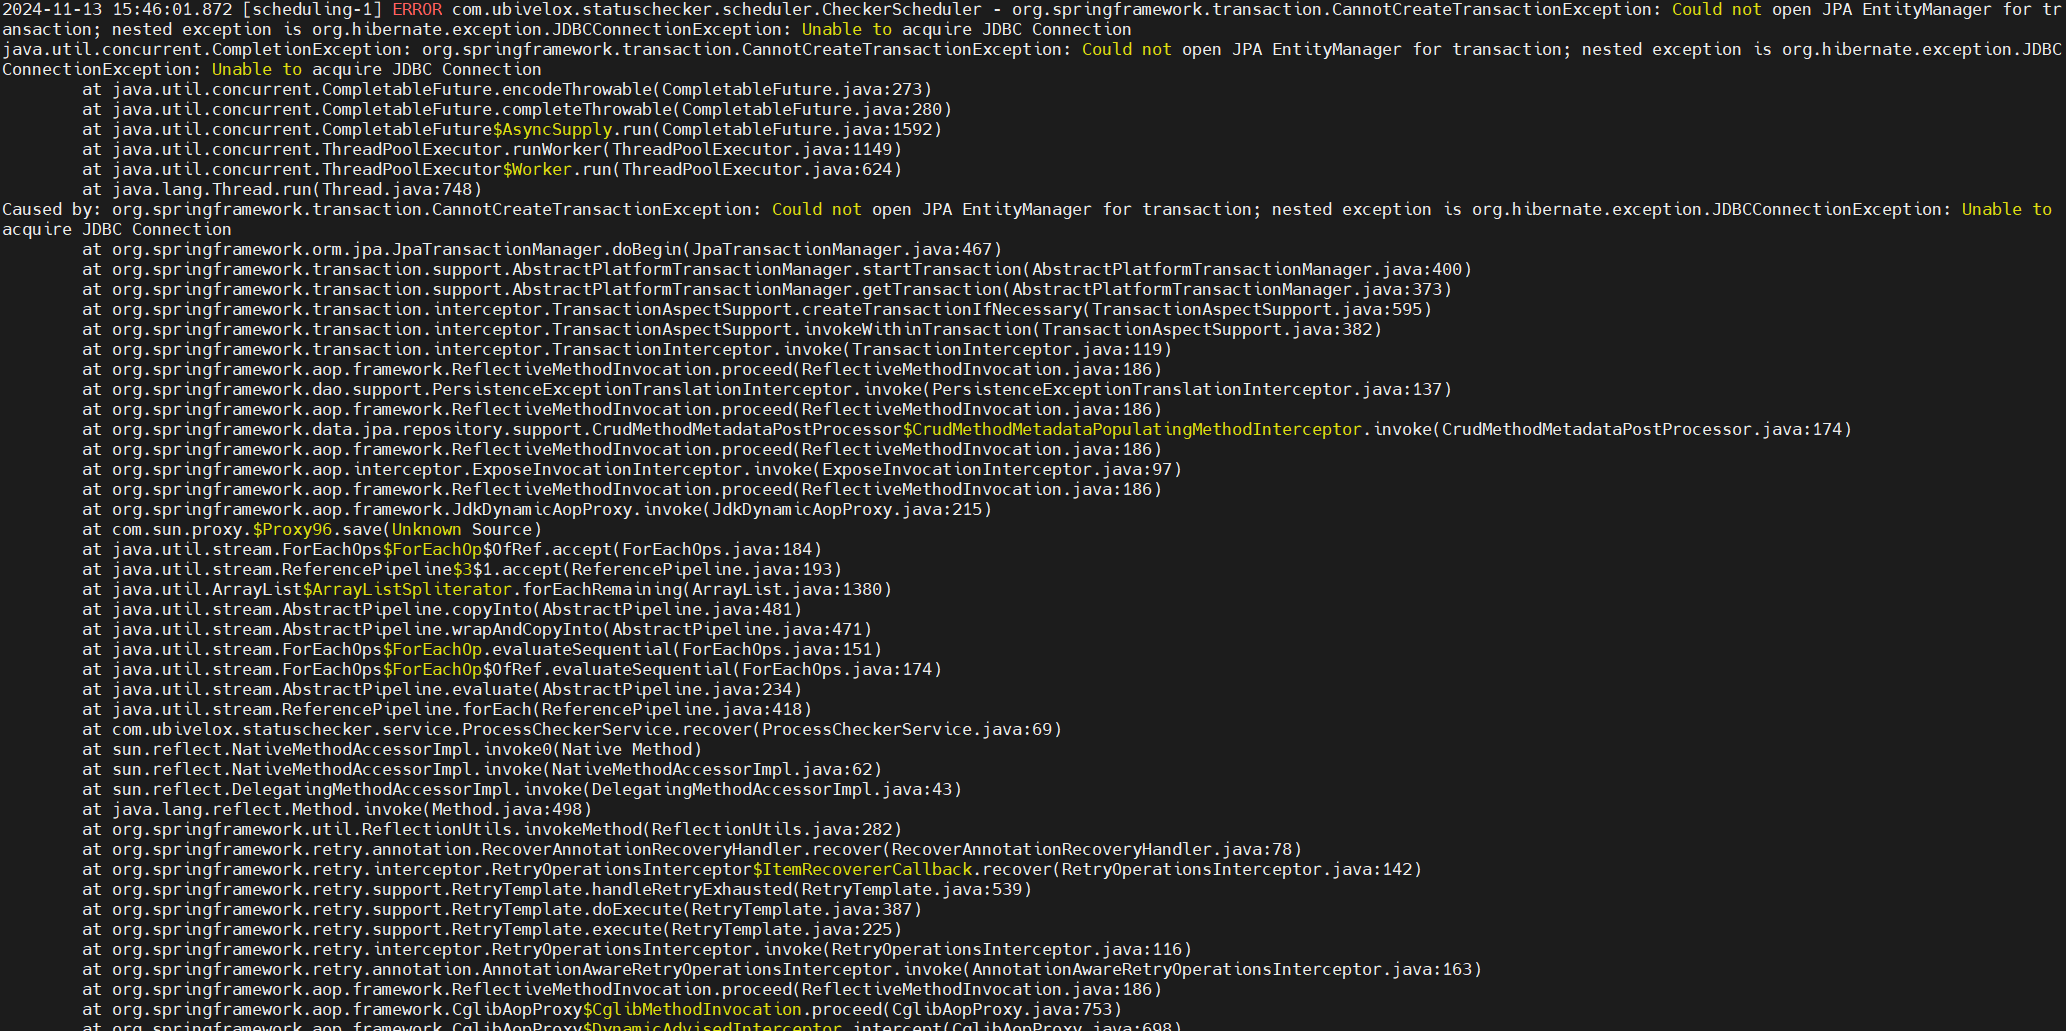 2024-11-13 15:46:01.872 [scheduling-1] ERROR com.ubivelox.statuschecker.scheduler.CheckerScheduler - org.springframework.transaction.CannotCreateTransactionException: Could not open JPA EntityManager for tr
ansaction; nested exception is org.hibernate.exception.JDBCConnectionException: Unable to acquire JDBC Connection
java.util.concurrent.CompletionException: org.springframework.transaction.CannotCreateTransactionException: Could not open JPA EntityManager for transaction; nested exception is org.hibernate.exception.JDBC
ConnectionException: Unable to acquire JDBC Connection
at java.util.concurrent.CompletableFuture.encodeThrowable(CompletableFuture.java:273)
at java.util.concurrent.CompletableFuture.completeThrowable(CompletableFuture.java:280)
at java.util.concurrent.CompletableFuture$AsyncSupply.run(CompletableFuture.java:1592)
at java.util.concurrent.ThreadPoolExecutor.runWorker(ThreadPoolExecutor.java:1149)
at java.util.concurrent.ThreadPoolExecutor$Worker.run(ThreadPoolExecutor.java:624)
at java.lang.Thread.run(Thread.java:748)
Caused by: org.springframework.transaction.CannotCreateTransactionException: Could not open JPA EntityManager for transaction; nested exception is org.hibernate.exception.JDBCConnectionException: Unable to
acquire JDBC Connection
at org.springframework.orm.jpa.JpaTransactionManager.doBegin(JpaTransactionManager.java:467)
at org.springframework.transaction.support.AbstractPlatformTransactionManager.startTransaction(AbstractPlatformTransactionManager.java:400)
at org.springframework.transaction.support.AbstractPlatformTransactionManager.getTransaction(AbstractPlatformTransactionManager.java:373)
at org.springframework.transaction.interceptor.TransactionAspectSupport.createTransactionIfNecessary(TransactionAspectSupport.java:595)
at org.springframework.transaction.interceptor.TransactionAspectSupport.invokeWithinTransaction(TransactionAspectSupport.java:382)
at org.springframework.transaction.interceptor.TransactionInterceptor.invoke(TransactionInterceptor.java:119)
at org.springframework.aop.framework.ReflectiveMethodInvocation.proceed(ReflectiveMethodInvocation.java:186)
at org.springframework.dao.support.PersistenceExceptionTranslationInterceptor.invoke(PersistenceExceptionTranslationInterceptor.java:137)
at org.springframework.aop.framework.ReflectiveMethodInvocation.proceed(ReflectiveMethodInvocation.java:186)
at org.springframework.data.jpa.repository.support.CrudMethodMetadataPostProcessor$CrudMethodMetadataPopulatingMethodInterceptor.invoke(CrudMethodMetadataPostProcessor.java:174)
at org.springframework.aop.framework.ReflectiveMethodInvocation.proceed(ReflectiveMethodInvocation.java:186)
at org.springframework.aop.interceptor.ExposeInvocationInterceptor.invoke(ExposeInvocationInterceptor.java:97)
at org.springframework.aop.framework.ReflectiveMethodInvocation.proceed(ReflectiveMethodInvocation.java:186)
at org.springframework.aop.framework.JdkDynamicAopProxy.invoke(JdkDynamicAopProxy.java:215)
at com.sun.proxy.$Proxy96.save(Unknown Source)
at java.util.stream.ForEachOps$ForEachOp$OfRef.accept(ForEachOps.java:184)
at java.util.stream.ReferencePipeline$3$1.accept(ReferencePipeline.java:193)
at java.util.ArrayList$ArrayListSpliterator.forEachRemaining(ArrayList.java:1380)
at java.util.stream.AbstractPipeline.copyInto(AbstractPipeline.java:481)
at java.util.stream.AbstractPipeline.wrapAndCopyInto(AbstractPipeline.java:471)
at java.util.stream.ForEachOps$ForEachOp.evaluateSequential(ForEachOps.java:151)
at java.util.stream.ForEachOps$ForEachOp$OfRef.evaluateSequential(ForEachOps.java:174)
at java.util.stream.AbstractPipeline.evaluate(AbstractPipeline.java:234)
at java.util.stream.ReferencePipeline.forEach(ReferencePipeline.java:418)
at com.ubivelox.statuschecker.service.ProcessCheckerService.recover(ProcessCheckerService.java:69)
at sun.reflect.NativeMethodAccessorImpl.invoke0(Native Method)
at sun.reflect.NativeMethodAccessorImpl.invoke(NativeMethodAccessorImpl.java:62)
at sun.reflect.DelegatingMethodAccessorImpl.invoke(DelegatingMethodAccessorImpl.java:43)
at java.lang.reflect.Method.invoke(Method.java:498)
at org.springframework.util.ReflectionUtils.invokeMethod(ReflectionUtils.java:282)
at org.springframework.retry.annotation.RecoverAnnotationRecoveryHandler.recover(RecoverAnnotationRecoveryHandler.java:78)
at org.springframework.retry.interceptor.RetryOperationsInterceptor$ItemRecovererCallback.recover(RetryOperationsInterceptor.java:142)
at org.springframework.retry.support.RetryTemplate.handleRetryExhausted(RetryTemplate.java:539)
at org.springframework.retry.support.RetryTemplate.doExecute(RetryTemplate.java:387)
at org.springframework.retry.support.RetryTemplate.execute(RetryTemplate.java:225)
at org.springframework.retry.interceptor.RetryOperationsInterceptor.invoke(RetryOperationsInterceptor.java:116)
at org.springframework.retry.annotation.AnnotationAwareRetryOperationsInterceptor.invoke(AnnotationAwareRetryOperationsInterceptor.java:163)
at org.springframework.aop.framework.ReflectiveMethodInvocation.proceed(ReflectiveMethodInvocation.java:186)
at org.springframework.aop.framework.CglibAopProxy$CglibMethodInvocation.proceed(CglibAopProxy.java:753)
at org.springframework.aop.framework.CglibAopProxy$DynamicAdvisedInterceptor.intercept(CglibAopProxy.java:698)